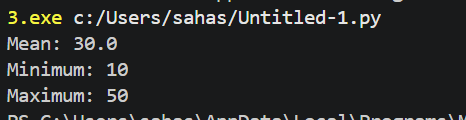 3.exe c:/Users/sahas/Untitled-1.py
Mean: 30.0
Minimum: 10
Maximum: 50